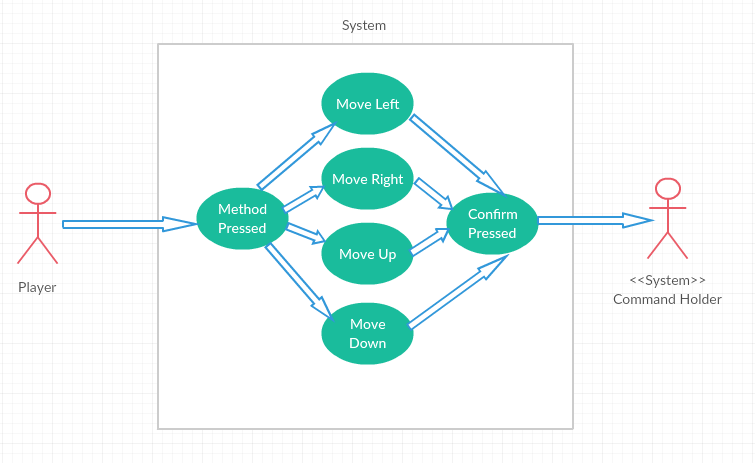 System
Move Left
Move Right
Method
Pressed
Confirm
Pressed
Move Up
Move
Down
Player
<<System>>
Command Holder